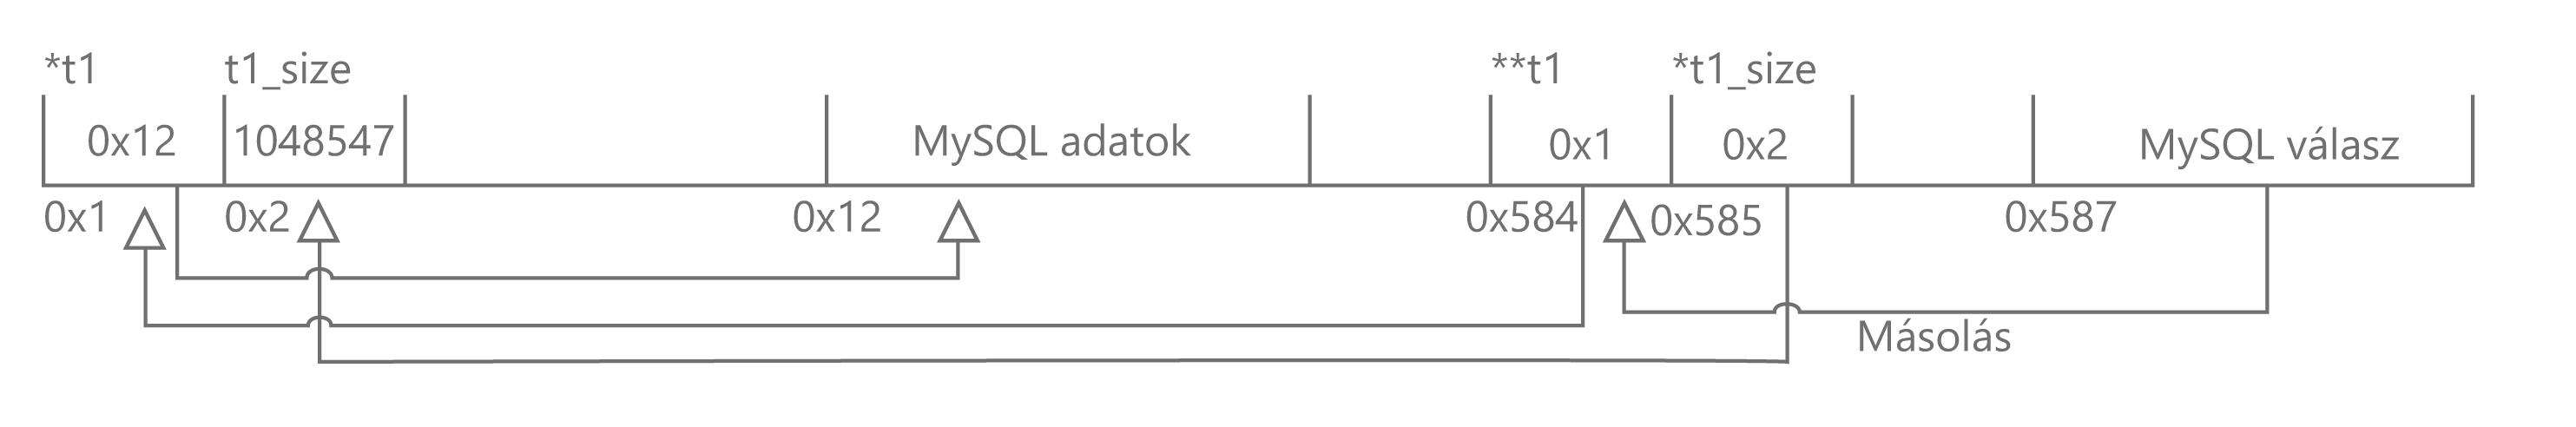 *t1 t1_size **t1 *t1_size
0x12 1048547 MySQL adatok 0x1 0x2 MySQL válasz
0x1 0x2 0x12 0x584 0x585 0x587
Másolás